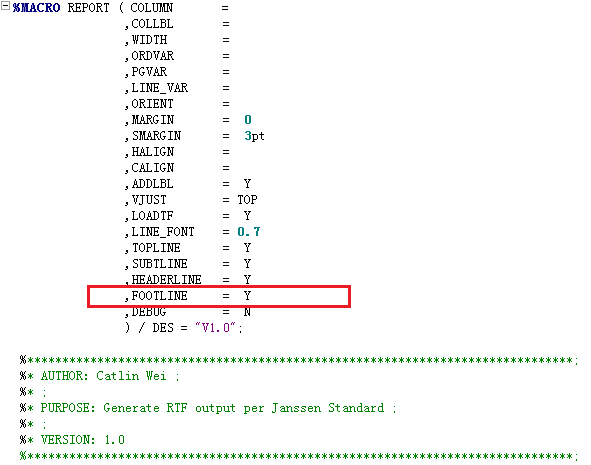 %MACRO REPORT ( COLUMN =
,COLLBL =
,WIDTH =
,ORDVAR =
,PGVAR =
,LINE_VAR =
,ORIENT =
,MARGIN = 0
,SMARGIN = 3pt
,HALIGN =
,CALIGN =
,ADDLBL = Y
,VJUST = TOP
,LOADTF = Y
,LINE_FONT = 0.7
,TOPLINE = Y
,SUBTLINE = Y
,HEADERLINE = Y
,FOOTLINE = Y
,DEBUG = N
) / DES = "V1.0";
%******************************************************************************;
%* AUTHOR: Catlin Wei ;
%* ;
%* PURPOSE: Generate RTF output per Janssen Standard ;
%* ;
%* VERSION: 1.0
%******************************************************************************;